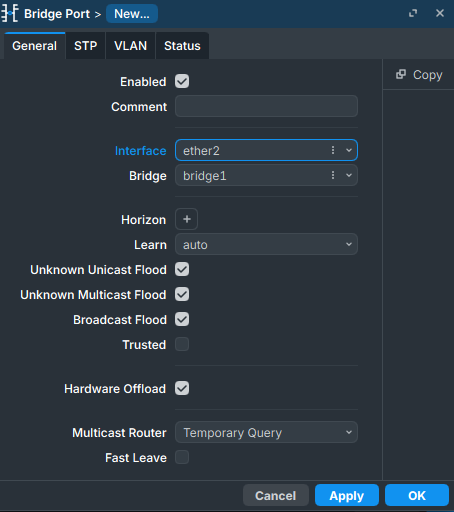 Bridge Port > New...
General STP VLAN Status
Enabled
Copy
Comment
Interface ether2
Bridge bridge1
Horizon +
Learn auto
Unknown Unicast Flood
Unknown Multicast Flood
Broadcast Flood
Trusted
Hardware Offload
Multicast Router Temporary Query
Fast Leave
Cancel Apply OK